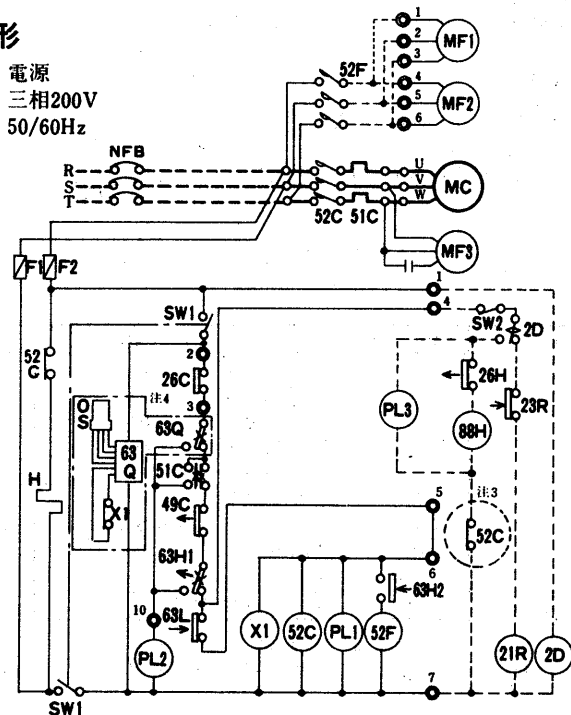 形
電源
三相200V
50/60Hz
NFB
R
S
T
52F
1
2
3
4
5
6
MF1
MF2
U
V
W
MC
52C 51C
MF3
F1 F2
SW1
1
4
SW2
2D
52
C
2
26C
3
注4
O
S
63
Q
X1
63Q
51C
49C
63H1
63L
H
10
PL2
26H
23R
PL3
88H
注3
52C
5
6
63H2
X1
52C
PL1
52F
21R
2D
7
SW1